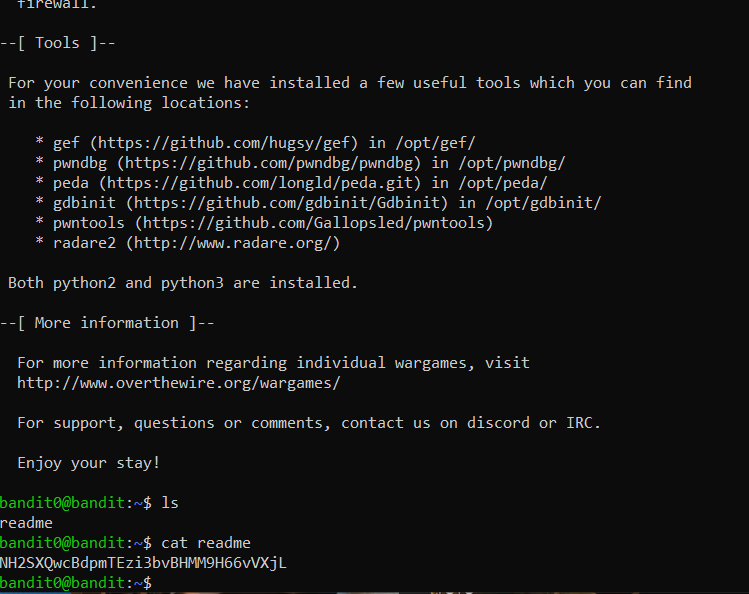 firewall.
--[ Tools ]--
For your convenience we have installed a few useful tools which you can find
in the following locations:
* gef (https://github.com/hugsy/gef) in /opt/gef/
* pwndbg (https://github.com/pwndbg/pwndbg) in /opt/pwndbg/
* peda (https://github.com/longld/peda.git) in /opt/peda/
* gdbinit (https://github.com/gdbinit/Gdbinit) in /opt/gdbinit/
* pwntools (https://github.com/Gallopsled/pwntools)
* radare2 (http://www.radare.org/)
Both python2 and python3 are installed.
--[ More information ]--
For more information regarding individual wargames, visit
http://www.overthewire.org/wargames/
For support, questions or comments, contact us on discord or IRC.
Enjoy your stay!
bandit0@bandit:~$ ls
readme
bandit0@bandit:~$ cat readme
NH2SXQwcBdpmTEzi3bvBHMM9H66vVXjL
bandit0@bandit:~$